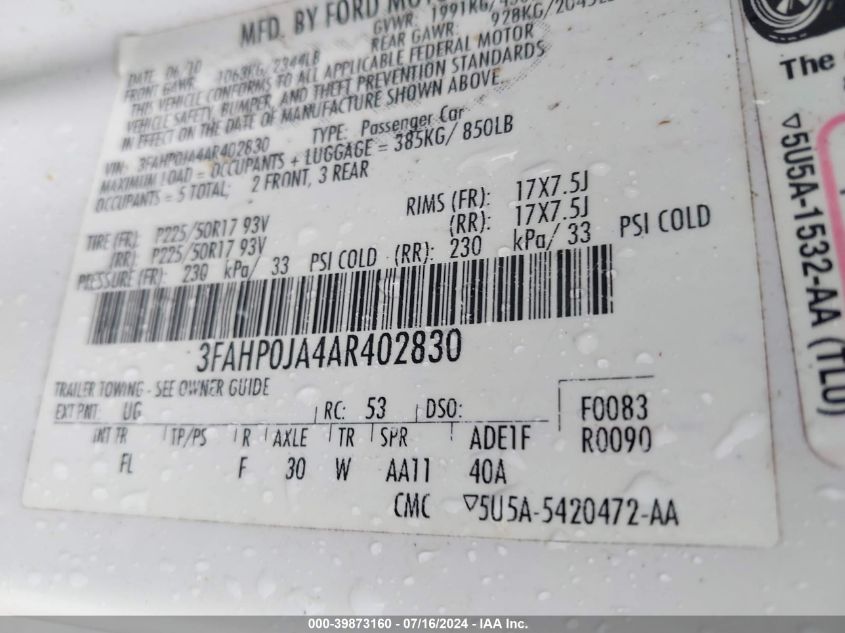 MFD. BY FORD
DATE: 06/10 GVWR: 1991KG/
FRONT GAWR: 1063KG/2344LB REAR GAWR: 928KG/
THIS VEHICLE CONFORMS TO ALL APPLICABLE FEDERAL MOTOR
VEHICLE SAFETY, BUMPER, AND THEFT PREVENTION STANDARDS
IN EFFECT ON THE DATE OF MANUFACTURE SHOWN ABOVE.
VIN: 3FAHP0JA4AR402830 TYPE: Passenger Car
MAXIMUM LOAD = OCCUPANTS + LUGGAGE = 385KG/ 850LB
OCCUPANTS = 5 TOTAL; 2 FRONT, 3 REAR
TIRE (FR): P225/50R17 93V RIMS (FR): 17X7.5J
(RR): P225/50R17 93V (RR): 17X7.5J
PRESSURE (FR): 230 kPa/ 33 PSI COLD (RR): 230 kPa/ 33 PSI COLD
3FAHP0JA4AR402830
TRAILER TOWING - SEE OWNER GUIDE
EXT PNT: UG RC: 53 DSO: F0083
INT TR TP/PS R AXLE TR SPR ADE1F R0090
FL F 30 W AA11 40A
CMC ▽5U5A-5420472-AA
The
▽5U5A-1532-AA (TLU)
000-39873160 - 07/16/2024 - IAA Inc.